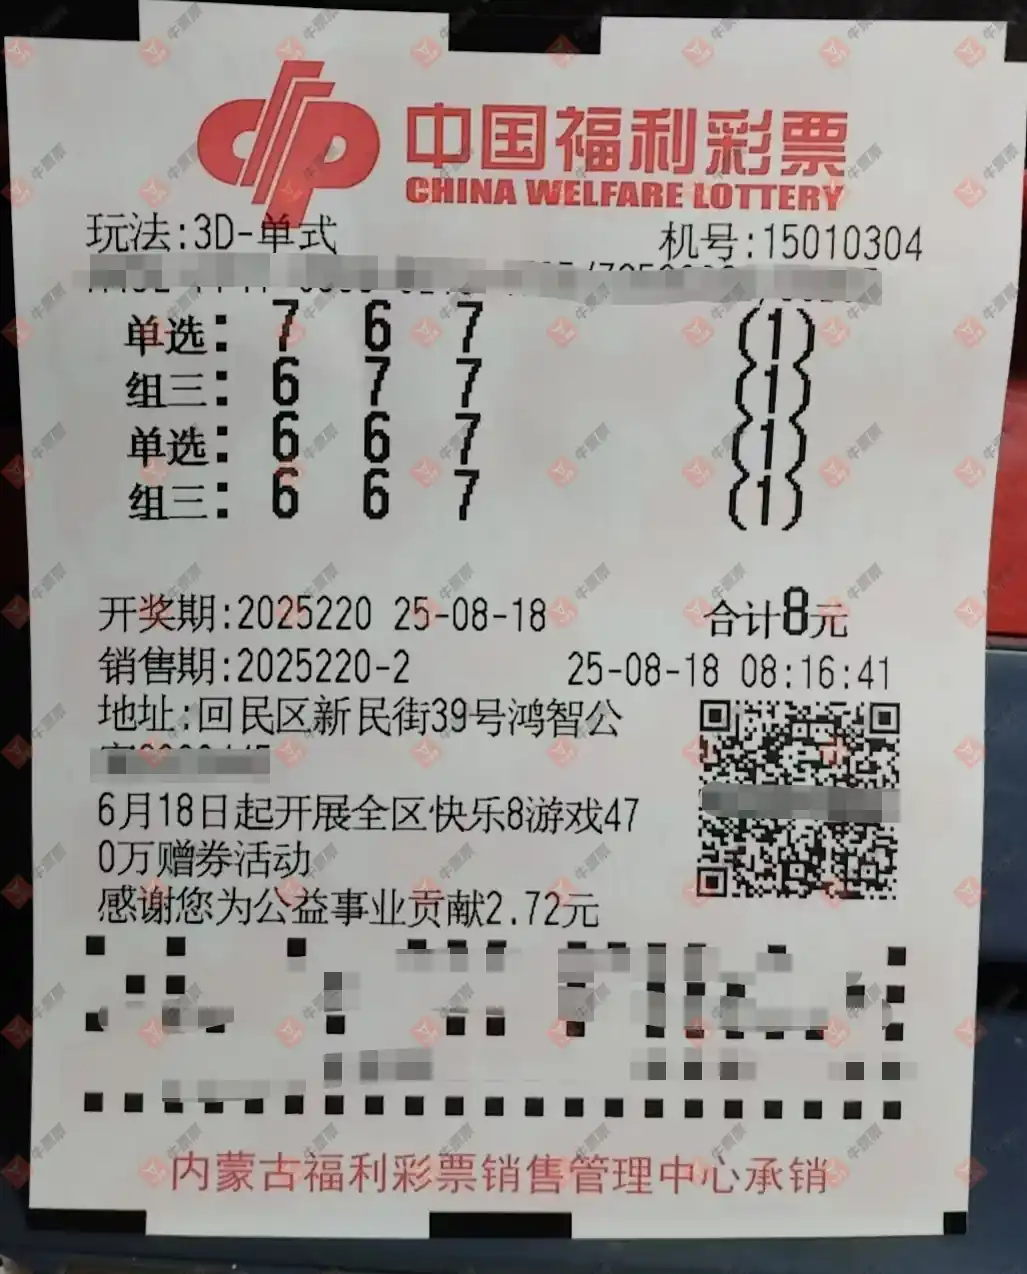 中国福利彩票
CHINA WELFARE LOTTERY
玩法:3D-单式 机号:15010304
单选: 7 6 7 (1)
组三: 6 7 7 (1)
单选: 6 6 7 (1)
组三: 6 6 7 (1)
开奖期:2025220 25-08-18 合计8元
销售期:2025220-2 25-08-18 08:16:41
地址:回民区新民街39号鸿智公
6月18日起开展全区快乐8游戏47
0万赠券活动
感谢您为公益事业贡献2.72元
内蒙古福利彩票销售管理中心承销
牛票票